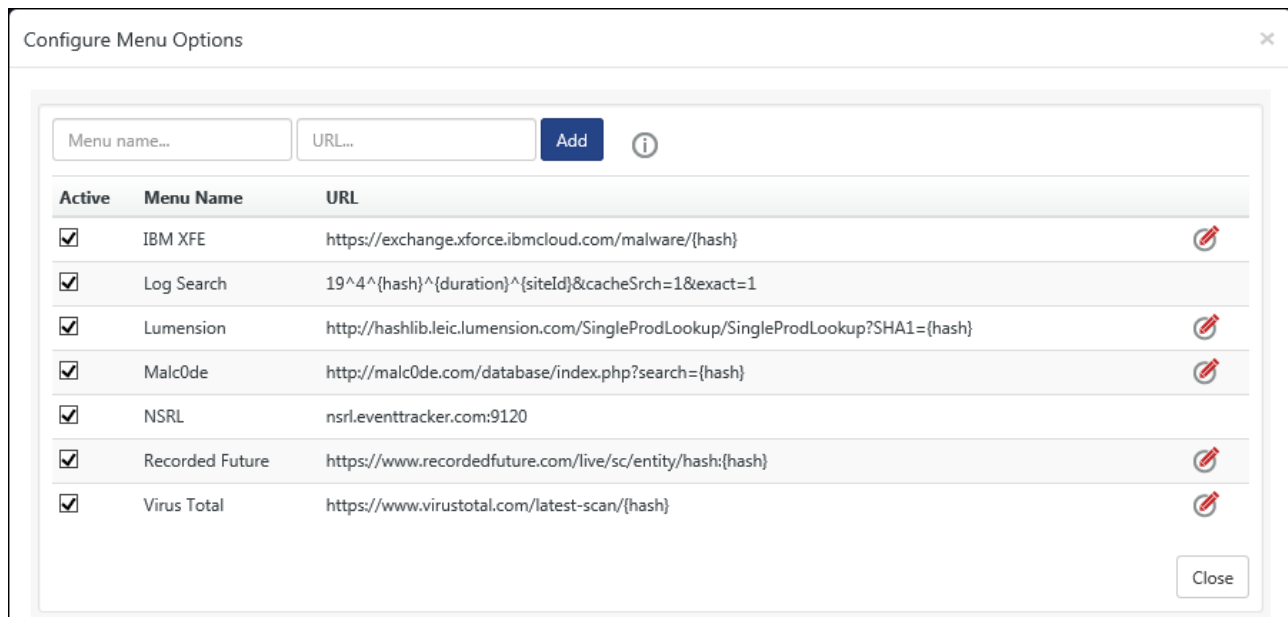 Configure Menu Options
×
Menu name... URL... Add i
Active Menu Name URL
IBM XFE https://exchange.xforce.ibmcloud.com/malware/{hash}
Log Search 19^4^{hash}^{duration}^{siteId}&cacheSrch=1&exact=1
Lumension http://hashlib.leic.lumension.com/SingleProdLookup/SingleProdLookup?SHA1={hash}
Malc0de http://malc0de.com/database/index.php?search={hash}
NSRL nsrl.eventtracker.com:9120
Recorded Future https://www.recordedfuture.com/live/sc/entity/hash:{hash}
Virus Total https://www.virustotal.com/latest-scan/{hash}
Close